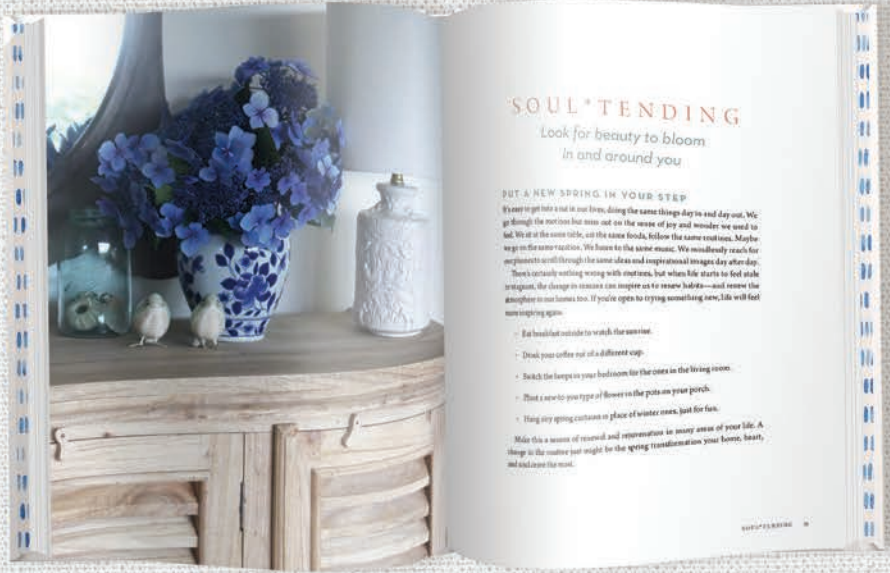 SOUL*TENDING
Look for beauty to bloom
in and around you
PUT A NEW SPRING IN YOUR STEP
It's easy to get into a rut in our lives, doing the same things day in and day out. We
go through the motions but miss out on the sense of joy and wonder we used to
feel. We sit at the same table, eat the same foods, follow the same routines. Maybe
we go on the same vacation. We listen to the same music. We mindlessly reach for
our phones to scroll through the same ideas and inspirational images day after day.
There's certainly nothing wrong with routines, but when life starts to feel stale
or stagnant, the change in seasons can inspire us to renew habits—and renew the
atmosphere in our homes too. If you're open to trying something new, life will feel
more inspiring again.
· Eat breakfast outside to watch the sunrise.
· Drink your coffee out of a different cup.
· Switch the lamps in your bedroom for the ones in the living room.
· Plant a new-to-you type of flower in the pots on your porch.
· Hang airy spring curtains in place of winter ones, just for fun.
Make this a season of renewal and rejuvenation in many areas of your life. A
change in the routine just might be the spring transformation your home, heart,
and soul crave the most.
SOUL*TENDING